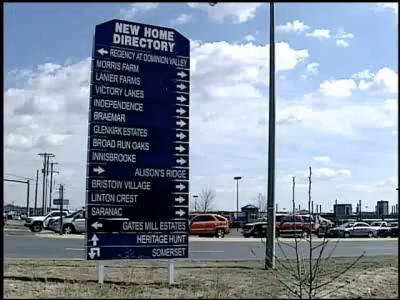 NEW HOME
DIRECTORY
REGENCY AT DOMINION VALLEY
MORRIS FARM
LANIER FARMS
VICTORY LAKES
INDEPENDENCE
BRAEMAR
GLENKIRK ESTATES
BROAD RUN OAKS
INNISBROOKE
ALISON'S RIDGE
BRISTOW VILLAGE
LINTON CREST
SARANAC
GATES MILL ESTATES
HERITAGE HUNT
SOMERSET